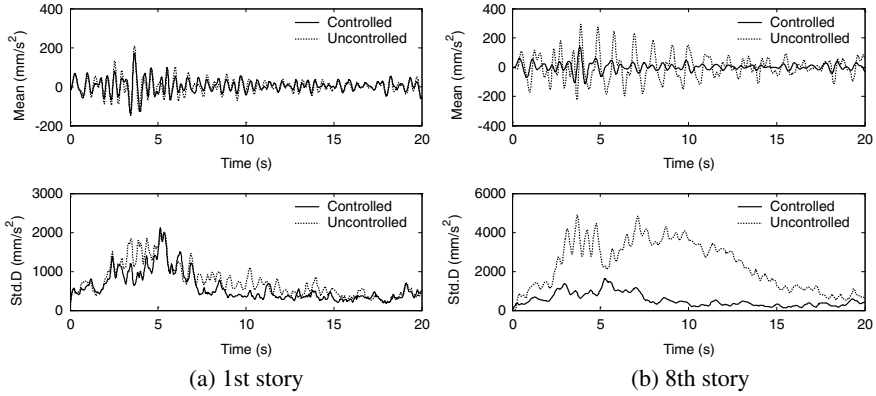 400
200
0
-200
0 5 10 15 20
Mean (mm/s²)
Time (s)
Controlled
Uncontrolled
400
300
200
100
0
-100
-200
-400
0 5 10 15 20
Mean (mm/s²)
Time (s)
Controlled
Uncontrolled
3000
2000
1000
0
0 5 10 15 20
Std.D (mm/s²)
Time (s)
Controlled
Uncontrolled
6000
4000
2000
0
0 5 10 15 20
Std.D (mm/s²)
Time (s)
Controlled
Uncontrolled
(a) 1st story
(b) 8th story